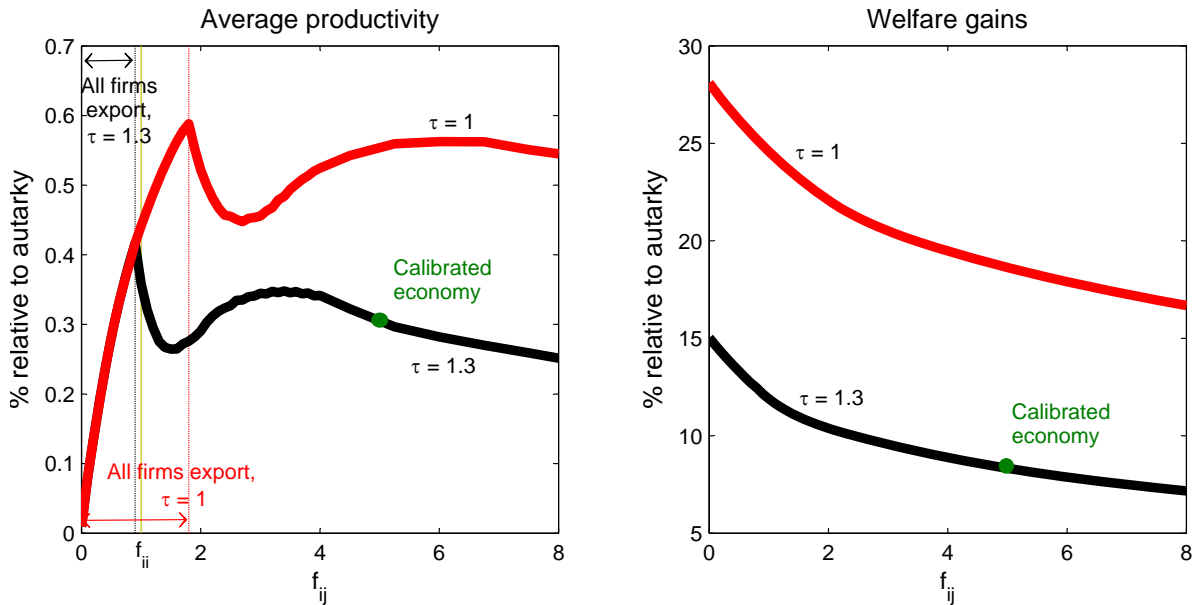 Average productivity
0.7
0.6
0.5
0.4
0.3
0.2
0.1
0
% relative to autarky
All firms
export,
τ = 1.3
τ = 1
Calibrated
economy
τ = 1.3
All firms export,
τ = 1
0
f_ii
2
4
6
8
f_ij
Welfare gains
30
25
20
15
10
5
% relative to autarky
τ = 1
τ = 1.3
Calibrated
economy
0
2
4
6
8
f_ij